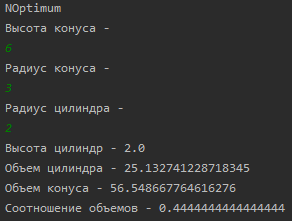 NOptimum
Высота конуса -
6
Радиус конуса -
3
Радиус цилиндра -
2
Высота цилиндр - 2.0
Объем цилиндра - 25.132741228718345
Объем конуса - 56.548667764616276
Соотношение объемов - 0.4444444444444444